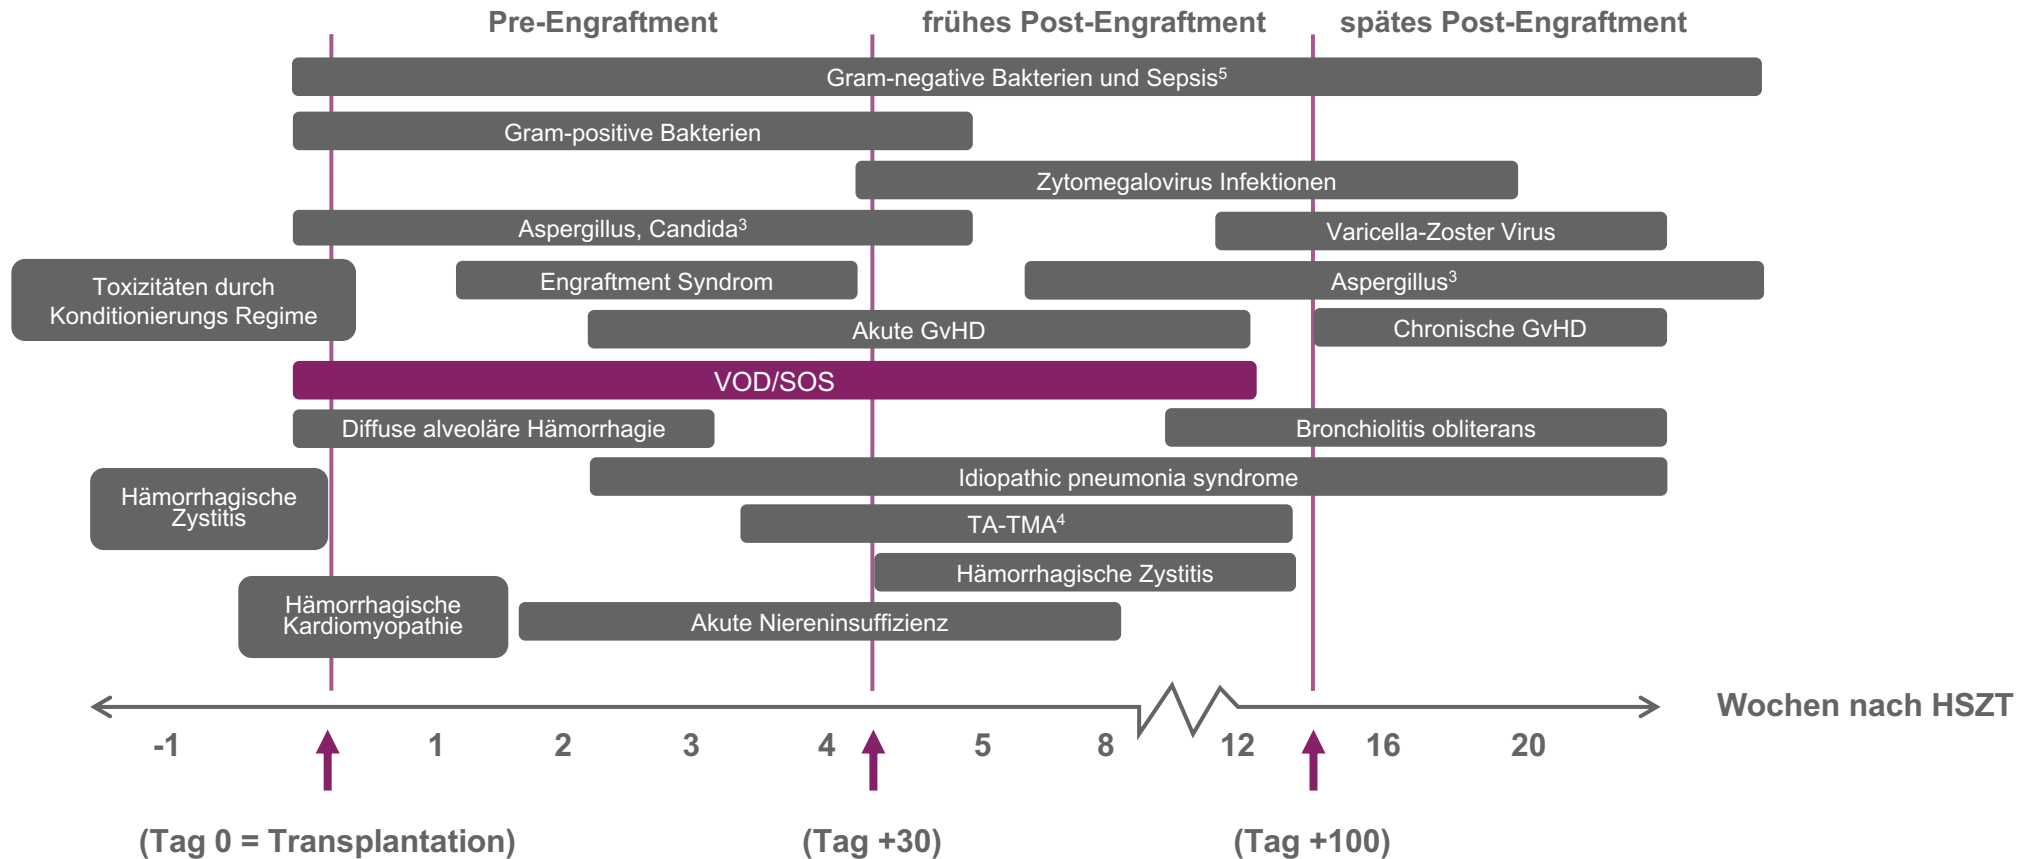 Pre-Engraftment
frühes Post-Engraftment
spätes Post-Engraftment
Gram-negative Bakterien und Sepsis⁵
Gram-positive Bakterien
Zytomegalovirus Infektionen
Aspergillus, Candida³
Varicella-Zoster Virus
Toxizitäten durch
Konditionierungs Regime
Engraftment Syndrom
Aspergillus³
Akute GvHD
Chronische GvHD
VOD/SOS
Diffuse alveoläre Hämorrhagie
Bronchiolitis obliterans
Idiopathic pneumonia syndrome
Hämorrhagische
Zystitis
TA-TMA⁴
Hämorrhagische Zystitis
Hämorrhagische
Kardiomyopathie
Akute Niereninsuffizienz
Wochen nach HSZT
-1 1 2 3 4 5 8 12 16 20
(Tag 0 = Transplantation)
(Tag +30)
(Tag +100)